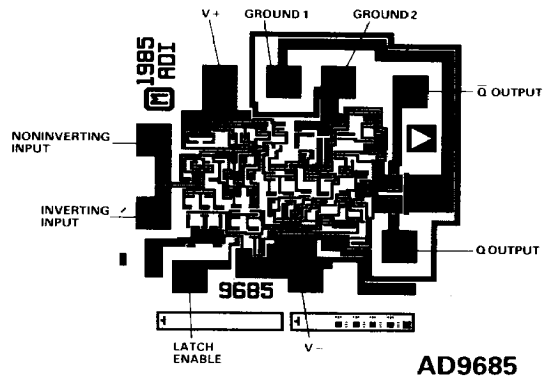 V+
GROUND 1
GROUND 2
1985
ADI
M
Q̅ OUTPUT
NONINVERTING
INPUT
INVERTING
INPUT
Q OUTPUT
9685
LATCH
ENABLE
V–
AD9685